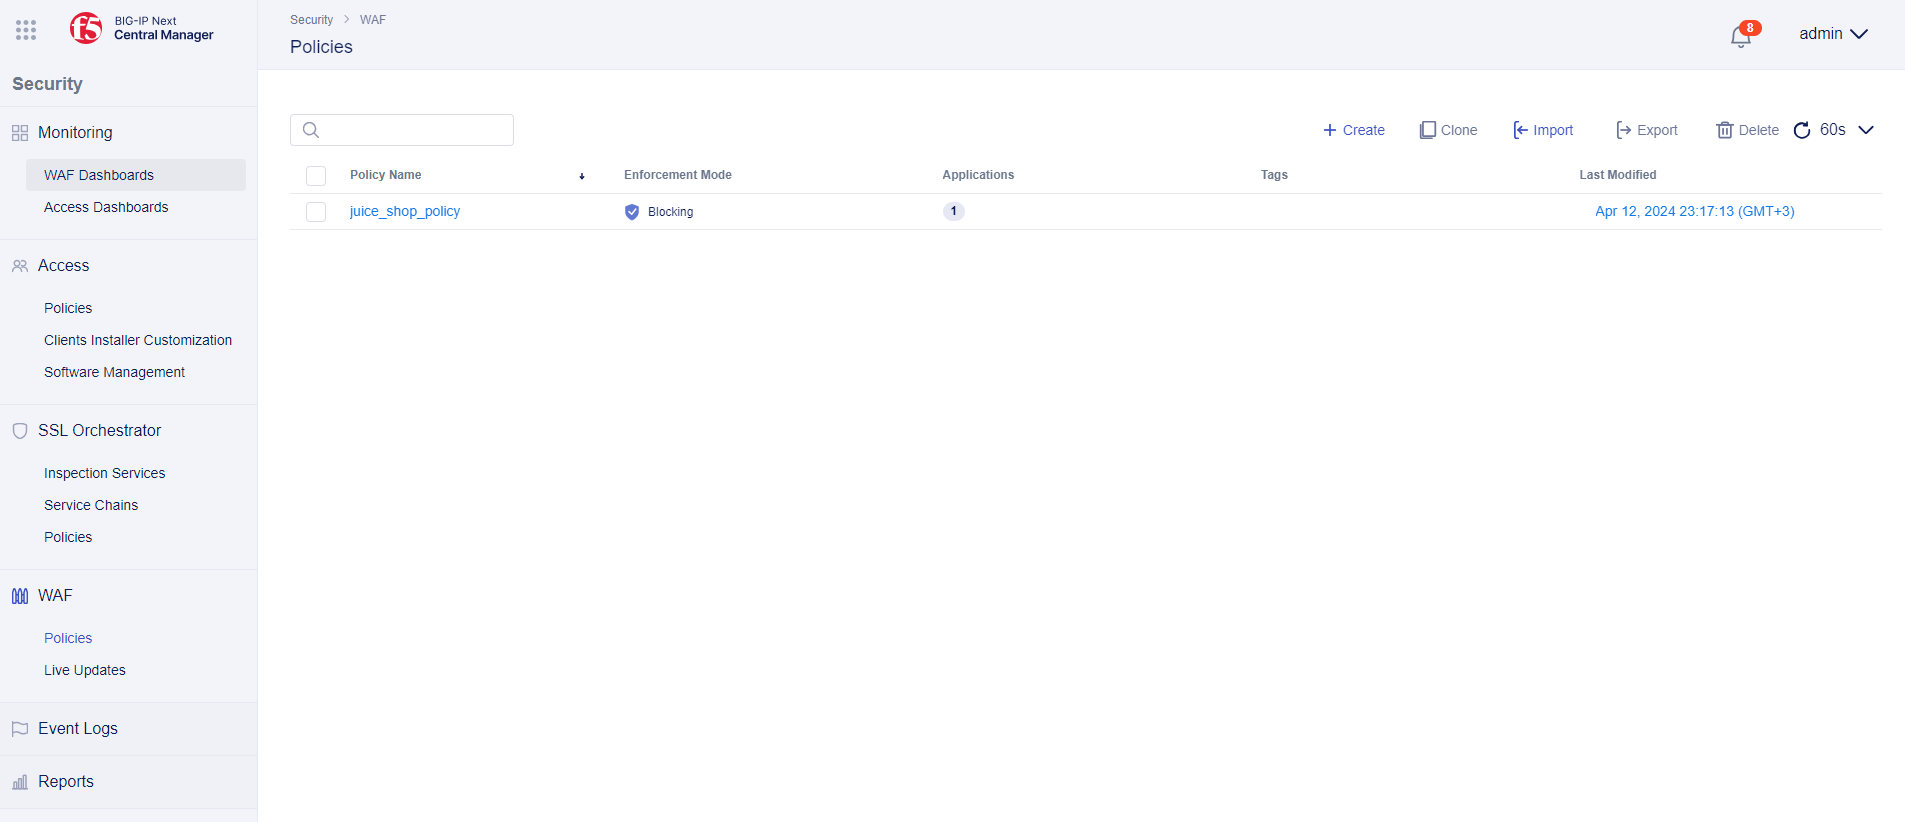 f5
BIG-IP Next
Central Manager
Security
Monitoring
WAF Dashboards
Access Dashboards
Access
Policies
Clients Installer Customization
Software Management
SSL Orchestrator
Inspection Services
Service Chains
Policies
WAF
Policies
Live Updates
Event Logs
Reports
Security > WAF
Policies
8
admin
Create Clone Import Export Delete 60s
Policy Name Enforcement Mode Applications Tags Last Modified
juice_shop_policy Blocking 1 Apr 12, 2024 23:17:13 (GMT+3)